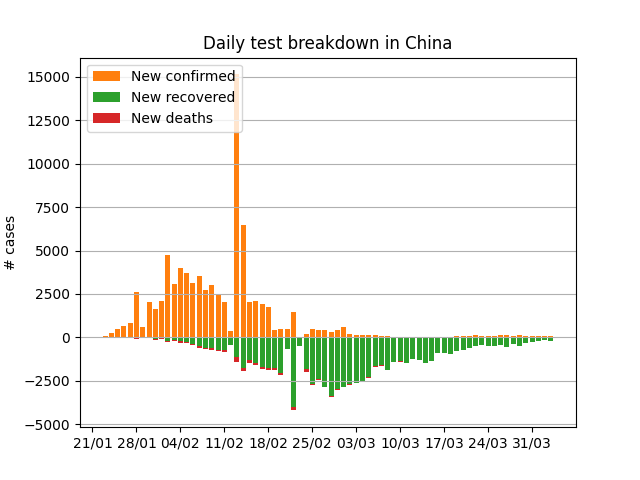 Daily test breakdown in China
New confirmed
New recovered
New deaths
# cases
15000
12500
10000
7500
5000
2500
0
−2500
−5000
21/01 28/01 04/02 11/02 18/02 25/02 03/03 10/03 17/03 24/03 31/03